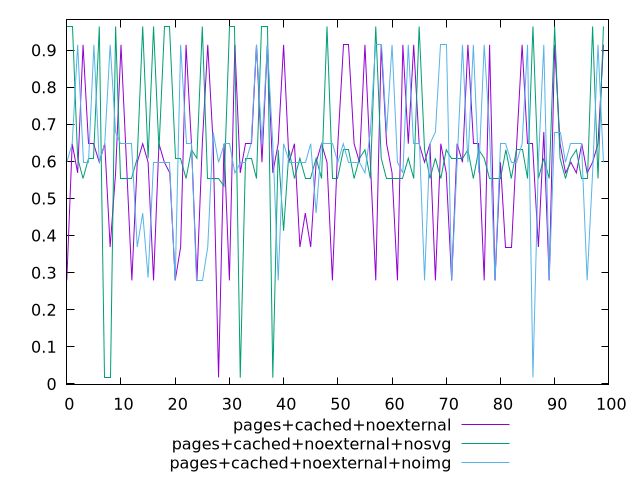 0.9
0.8
0.7
0.6
0.5
0.4
0.3
0.2
0.1
0
0 10 20 30 40 50 60 70 80 90 100
pages+cached+noexternal
pages+cached+noexternal+nosvg
pages+cached+noexternal+noimg